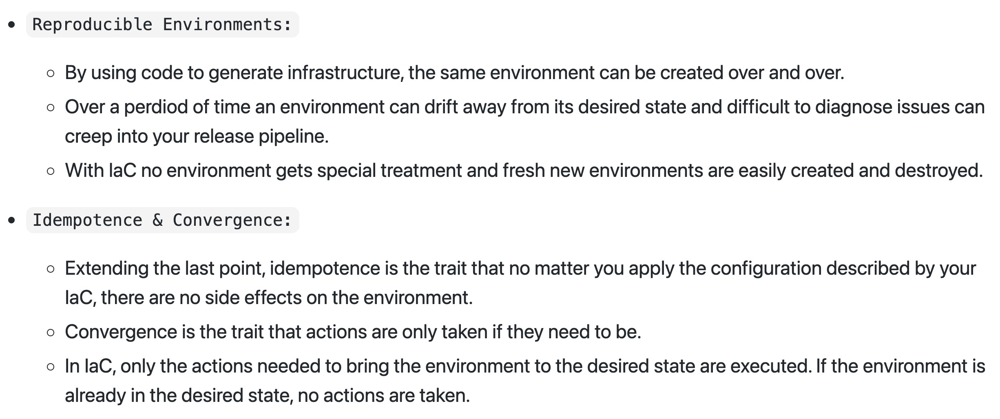 Reproducible Environments:
By using code to generate infrastructure, the same environment can be created over and over.
Over a perdiod of time an environment can drift away from its desired state and difficult to diagnose issues can
creep into your release pipeline.
With IaC no environment gets special treatment and fresh new environments are easily created and destroyed.
Idempotence & Convergence:
Extending the last point, idempotence is the trait that no matter you apply the configuration described by your
IaC, there are no side effects on the environment.
Convergence is the trait that actions are only taken if they need to be.
In IaC, only the actions needed to bring the environment to the desired state are executed. If the environment is
already in the desired state, no actions are taken.